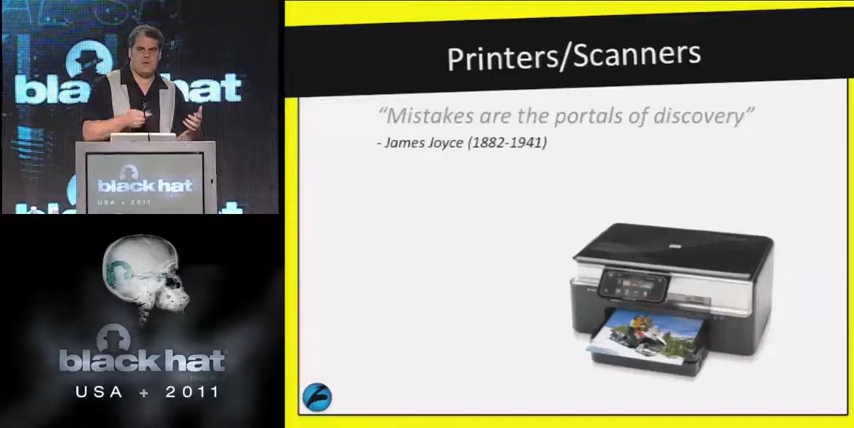 black hat
black hat
USA + 2011
black hat
USA + 2011
Printers/Scanners
“Mistakes are the portals of discovery”
- James Joyce (1882-1941)